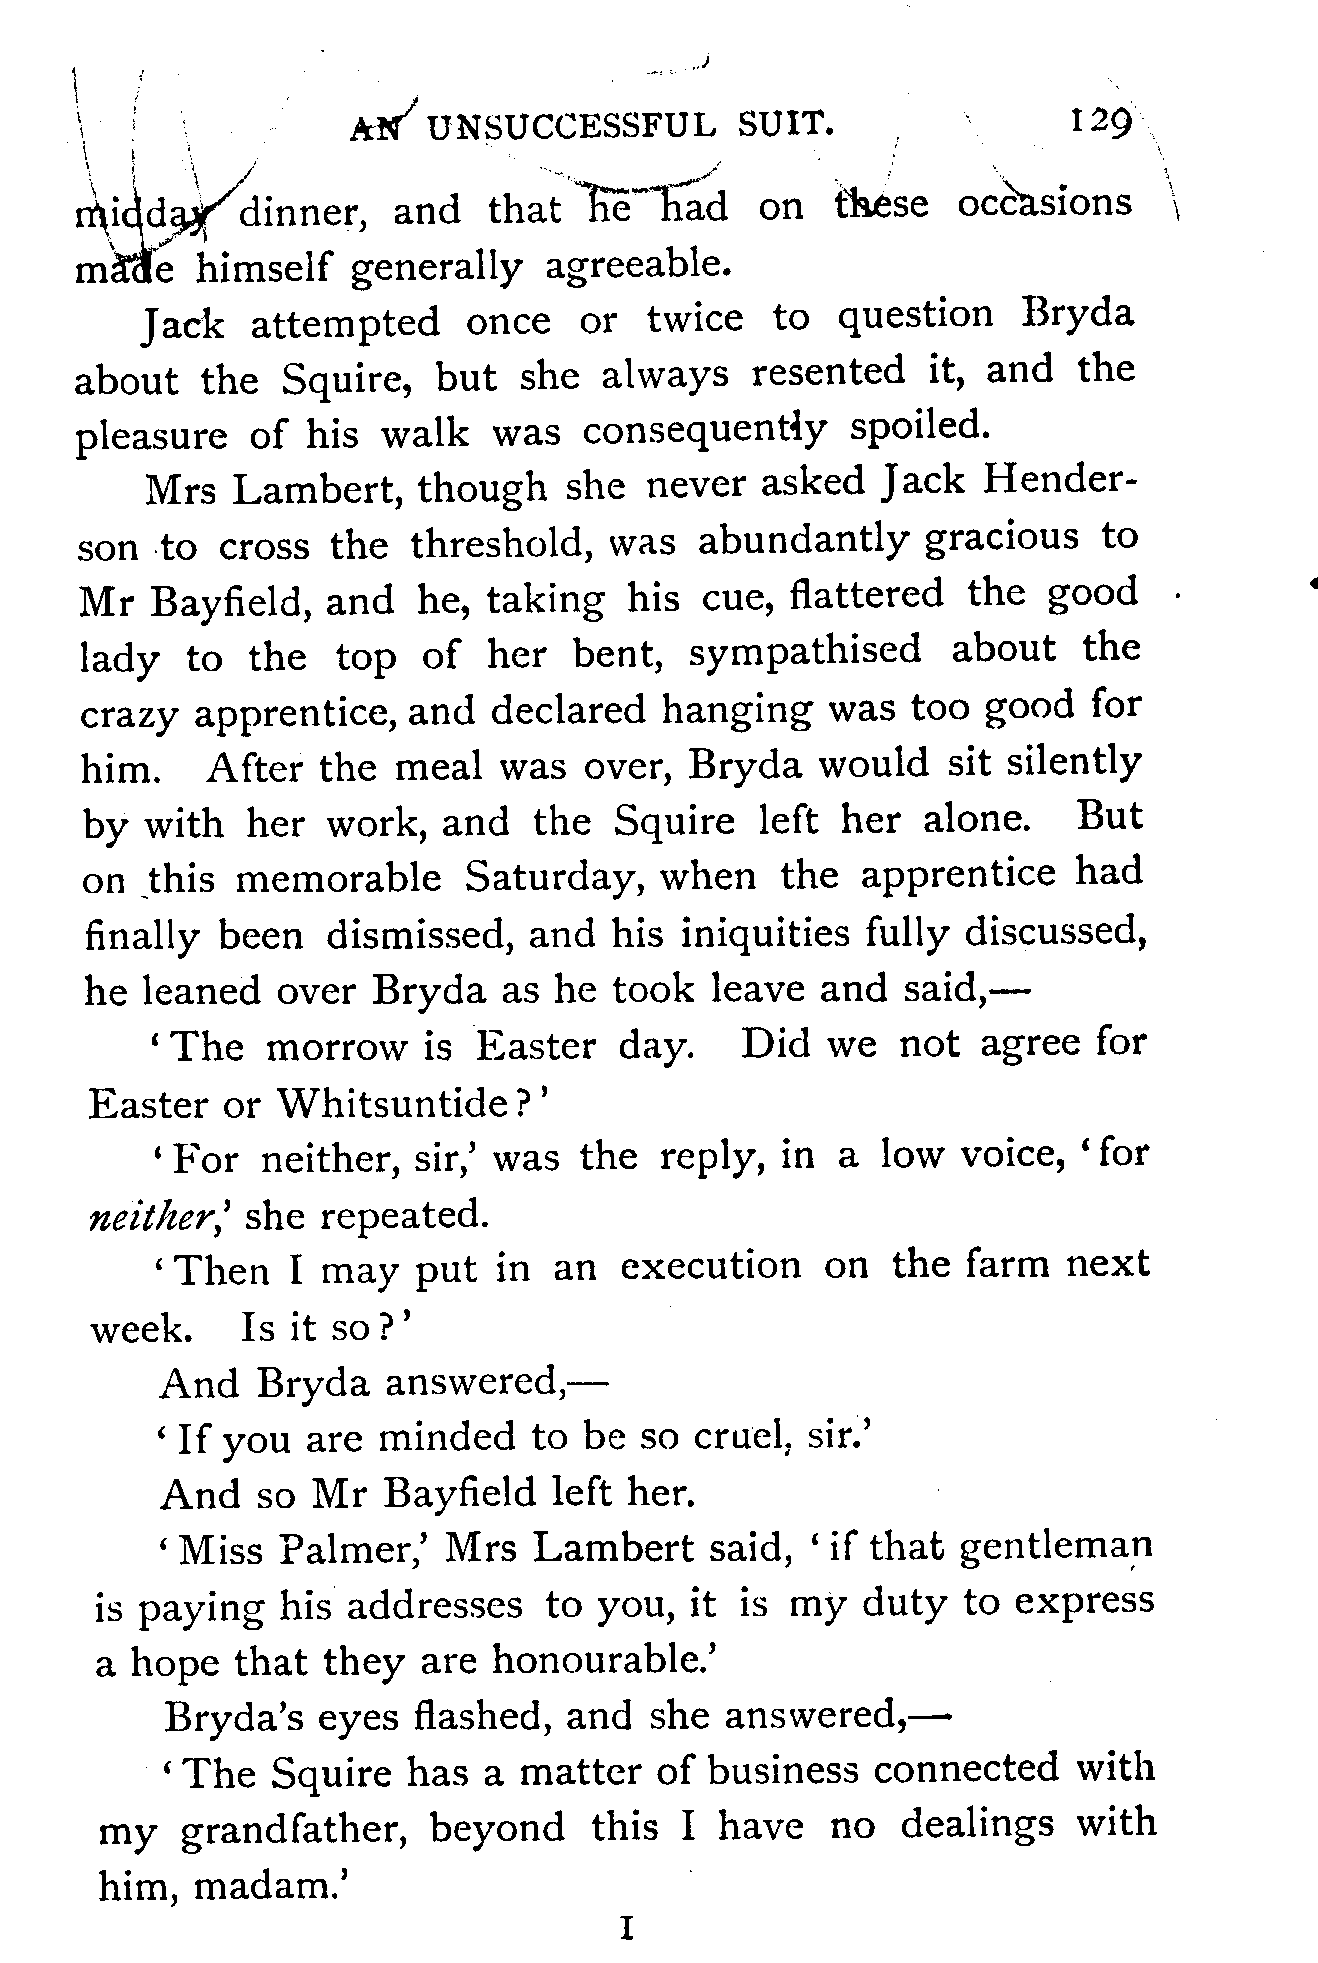 AN UNSUCCESSFUL SUIT. 129
midday dinner, and that he had on these occasions
made himself generally agreeable.
Jack attempted once or twice to question Bryda
about the Squire, but she always resented it, and the
pleasure of his walk was consequently spoiled.
Mrs Lambert, though she never asked Jack Hender-
son to cross the threshold, was abundantly gracious to
Mr Bayfield, and he, taking his cue, flattered the good
lady to the top of her bent, sympathised about the
crazy apprentice, and declared hanging was too good for
him. After the meal was over, Bryda would sit silently
by with her work, and the Squire left her alone. But
on this memorable Saturday, when the apprentice had
finally been dismissed, and his iniquities fully discussed,
he leaned over Bryda as he took leave and said,—
‘The morrow is Easter day. Did we not agree for
Easter or Whitsuntide?’
‘For neither, sir,’ was the reply, in a low voice, ‘for
neither,’ she repeated.
‘Then I may put in an execution on the farm next
week. Is it so?’
And Bryda answered,—
‘If you are minded to be so cruel, sir.’
And so Mr Bayfield left her.
‘Miss Palmer,’ Mrs Lambert said, ‘if that gentleman
is paying his addresses to you, it is my duty to express
a hope that they are honourable.’
Bryda’s eyes flashed, and she answered,—
‘The Squire has a matter of business connected with
my grandfather, beyond this I have no dealings with
him, madam.’
I